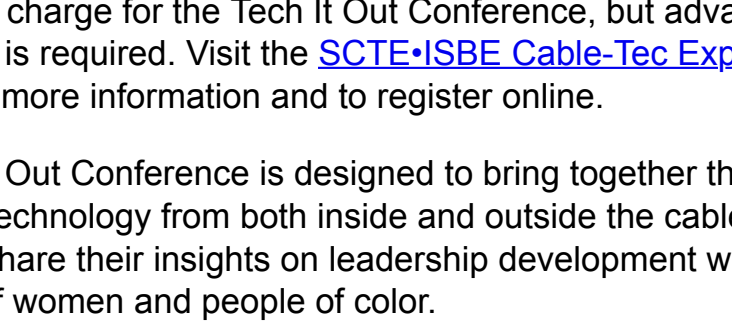 charge for the Tech It Out Conference, but adva
is required. Visit the SCTE•ISBE Cable-Tec Exp
more information and to register online.
Out Conference is designed to bring together th
echnology from both inside and outside the cabl
hare their insights on leadership development w
f women and people of color.